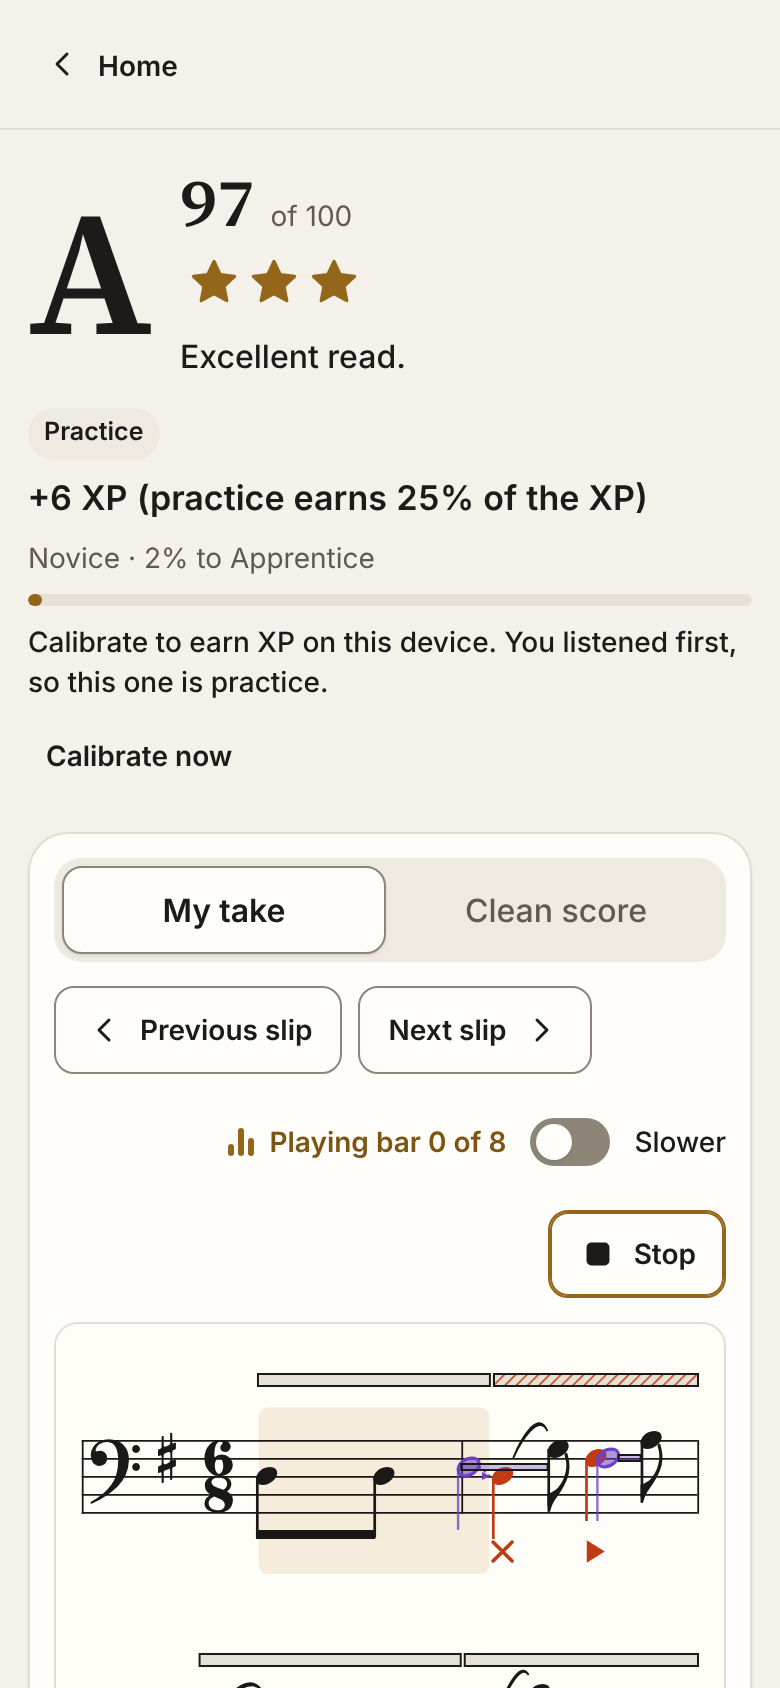 Home
A
97 of 100
Excellent read.
Practice
+6 XP (practice earns 25% of the XP)
Novice · 2% to Apprentice
Calibrate to earn XP on this device. You listened first,
so this one is practice.
Calibrate now
My take
Clean score
Previous slip
Next slip
Playing bar 0 of 8
Slower
Stop
6
8